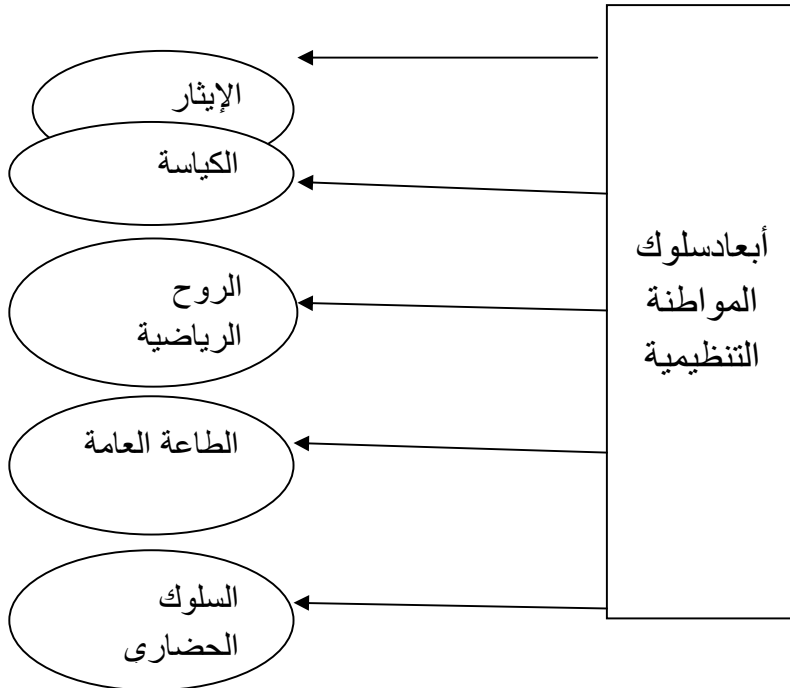 أبعادسلوك
المواطنة
التنظيمية
الإيثار
الكياسة
الروح
الرياضية
الطاعة العامة
السلوك
الحضارى